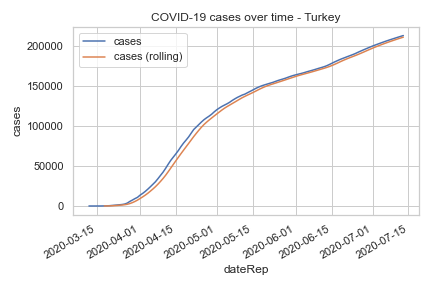 COVID-19 cases over time - Turkey
cases
cases (rolling)
200000
150000
100000
50000
0
cases
2020-03-15
2020-04-01
2020-04-15
2020-05-01
2020-05-15
2020-06-01
2020-06-15
2020-07-01
2020-07-15
dateRep